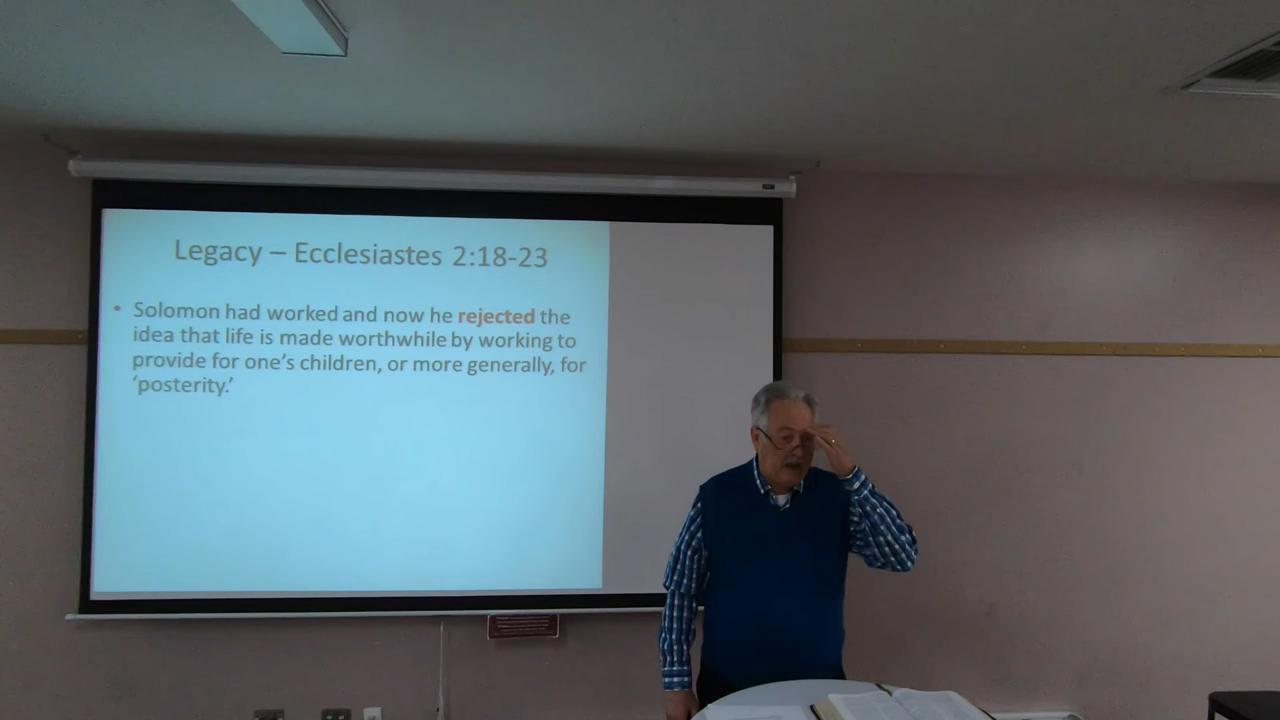 Legacy – Ecclesiastes 2:18-23
• Solomon had worked and now he rejected the
idea that life is made worthwhile by working to
provide for one's children, or more generally, for
'posterity.'